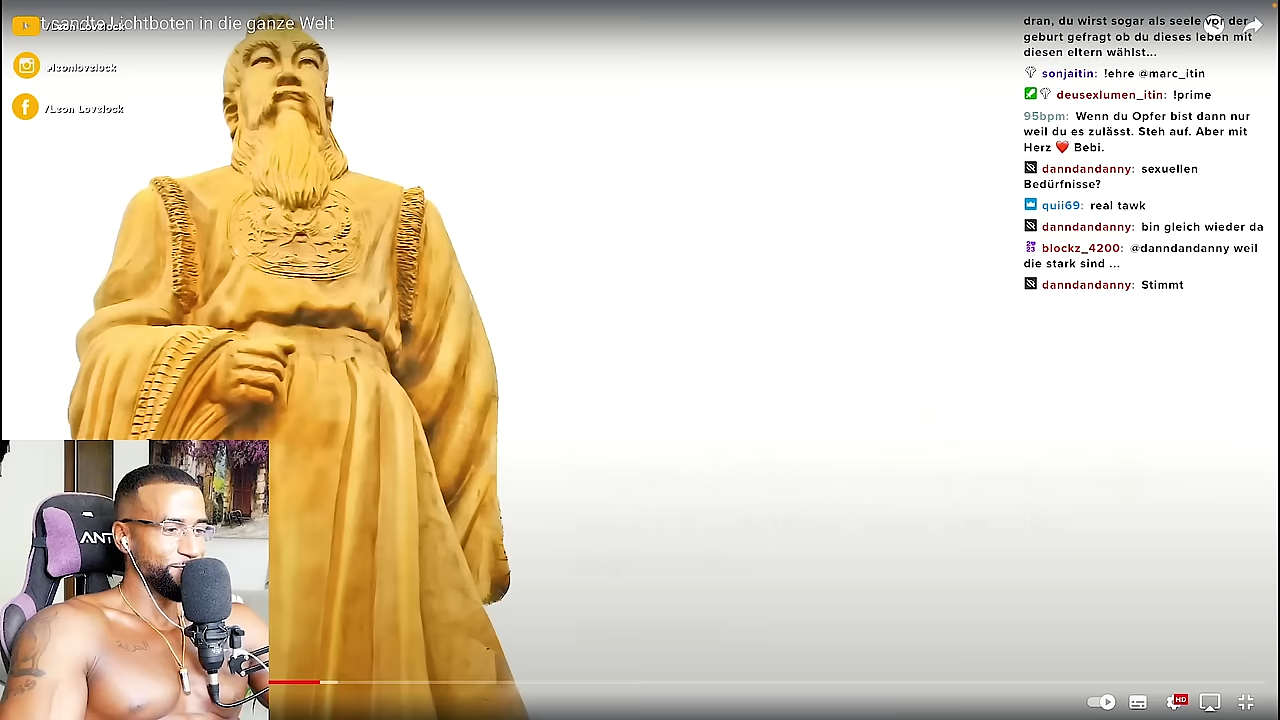 t sandte Lichtboten in die ganze Welt
/Leon Lovelock
/leonlovelock
/Leon Lovelock
dran, du wirst sogar als seele vor der
geburt gefragt ob du dieses leben mit
diesen eltern wählst...
sonjaitin: !ehre @marc_itin
deusexlumen_itin: !prime
95bpm: Wenn du Opfer bist dann nur
weil du es zulässt. Steh auf. Aber mit
Herz ❤️ Bebi.
danndandanny: sexuellen
Bedürfnisse?
quii69: real tawk
danndandanny: bin gleich wieder da
blockz_4200: @danndandanny weil
die stark sind ...
danndandanny: Stimmt
ANT
HD